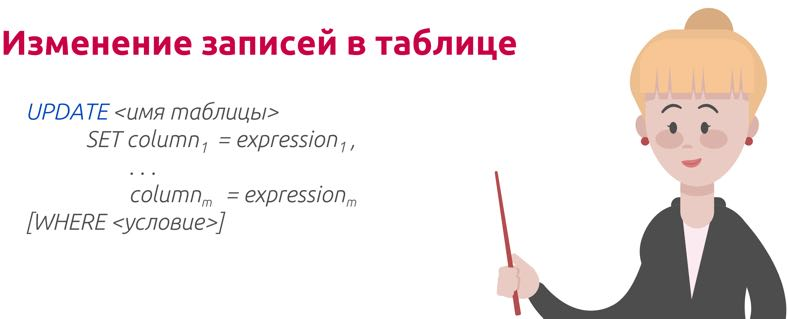 Изменение записей в таблице
UPDATE <имя таблицы>
SET column₁ = expression₁ ,
. . .
columnₘ = expressionₘ
[WHERE <условие>]